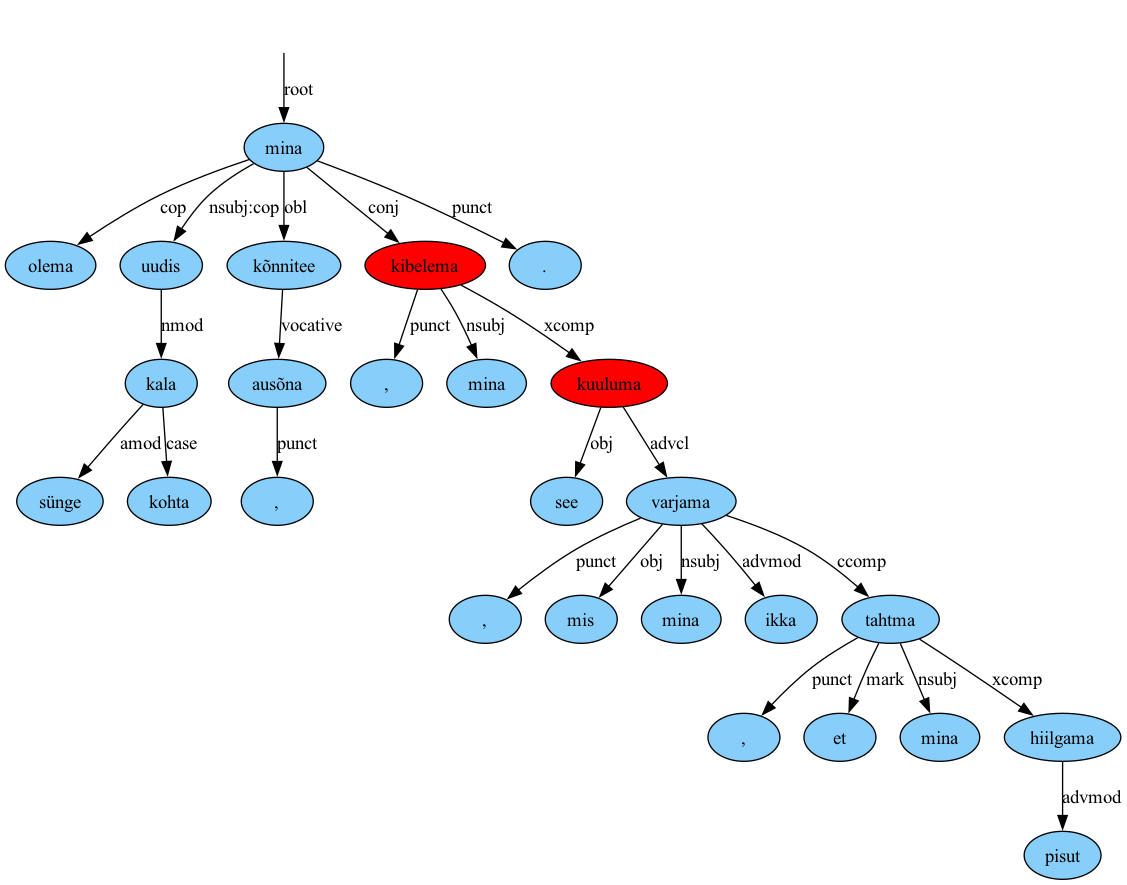 root
mina
cop nsubj:cop obl conj punct
olema uudis kõnnitee kibelema .
nmod vocative punct nsubj xcomp
kala ausõna , mina kuuluma
amod case punct obj advcl
sünge kohta , see varjama
punct obj nsubj advmod ccomp
, mis mina ikka tahtma
punct mark nsubj xcomp
, et mina hiilgama
advmod
pisut